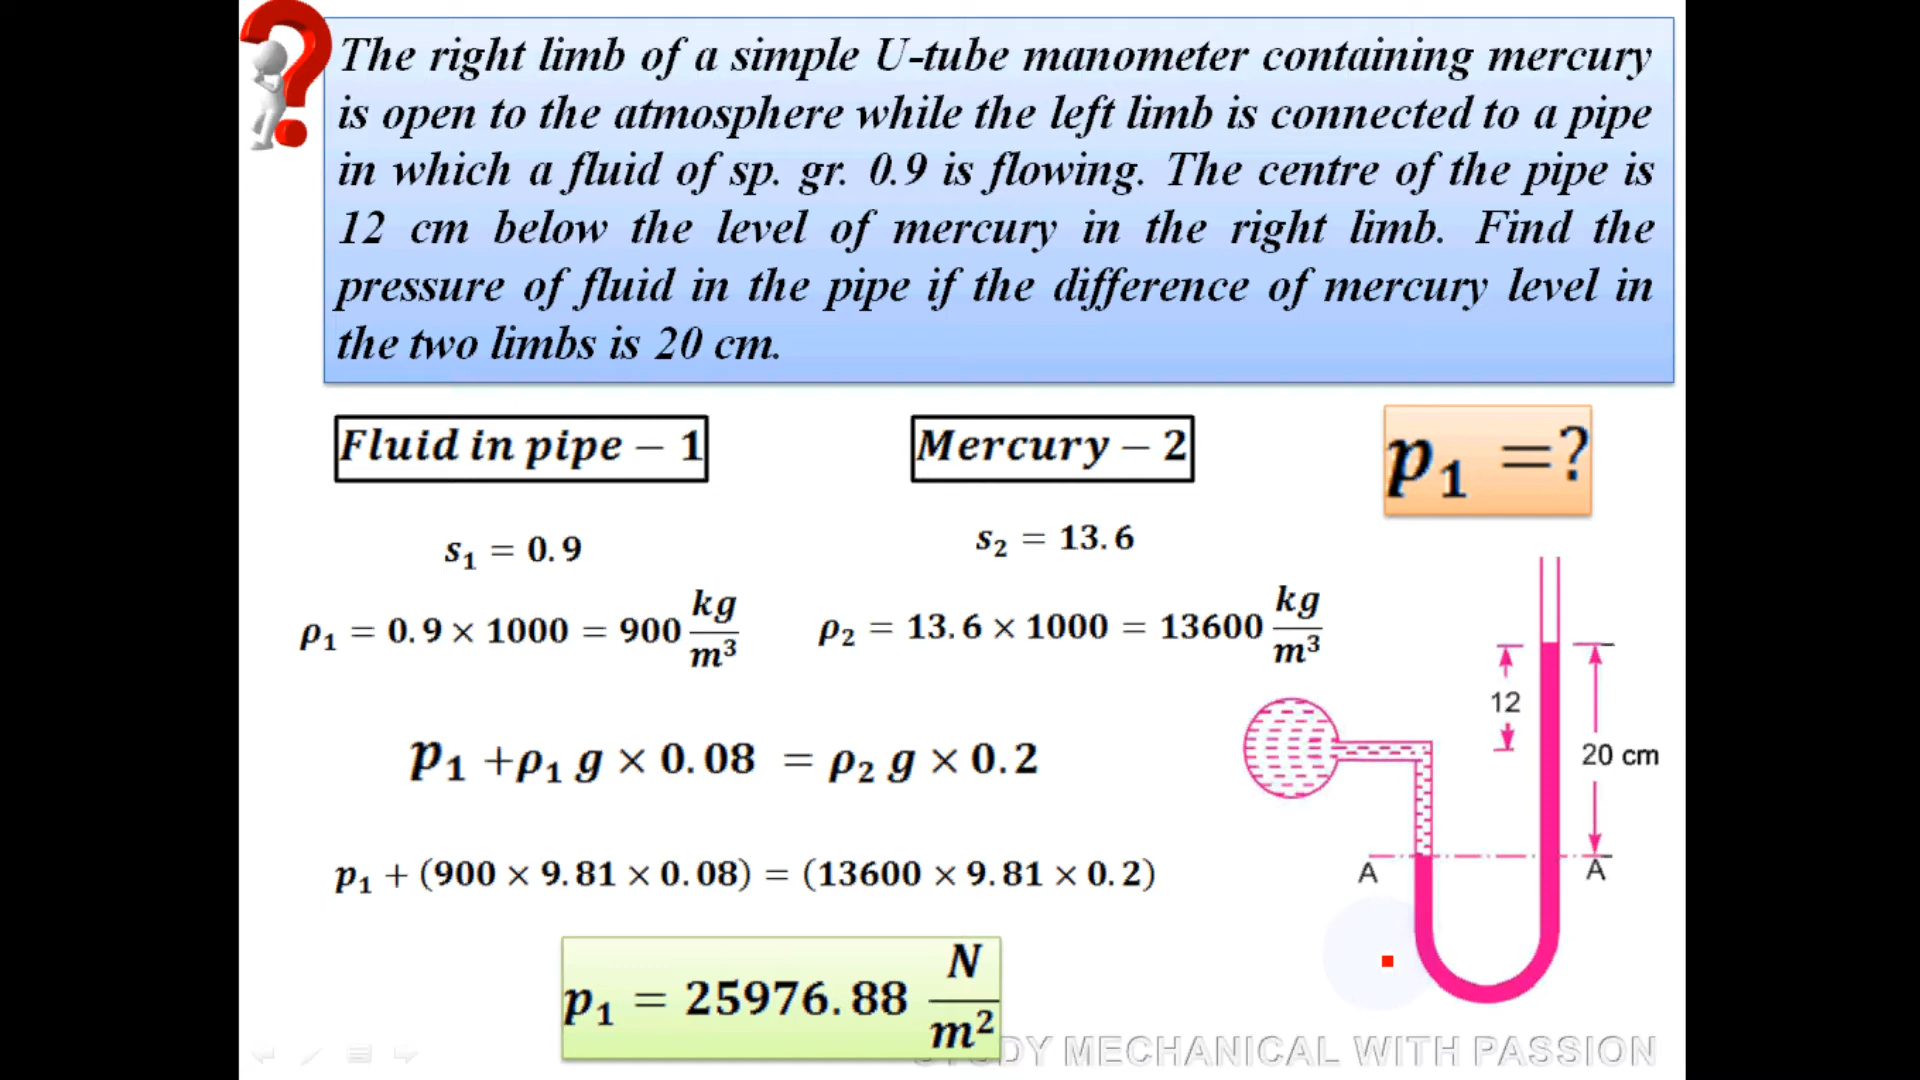 The right limb of a simple U-tube manometer containing mercury
is open to the atmosphere while the left limb is connected to a pipe
in which a fluid of sp. gr. 0.9 is flowing. The centre of the pipe is
12 cm below the level of mercury in the right limb. Find the
pressure of fluid in the pipe if the difference of mercury level in
the two limbs is 20 cm.
Fluid in pipe − 1
Mercury − 2
p₁ =?
s₁ = 0.9
s₂ = 13.6
ρ₁ = 0.9 × 1000 = 900 kg/m³
ρ₂ = 13.6 × 1000 = 13600 kg/m³
p₁ +ρ₁ g × 0.08 = ρ₂ g × 0.2
p₁ + (900 × 9.81 × 0.08) = (13600 × 9.81 × 0.2)
p₁ = 25976.88 N/m²
12
20 cm
A
A
STUDY MECHANICAL WITH PASSION